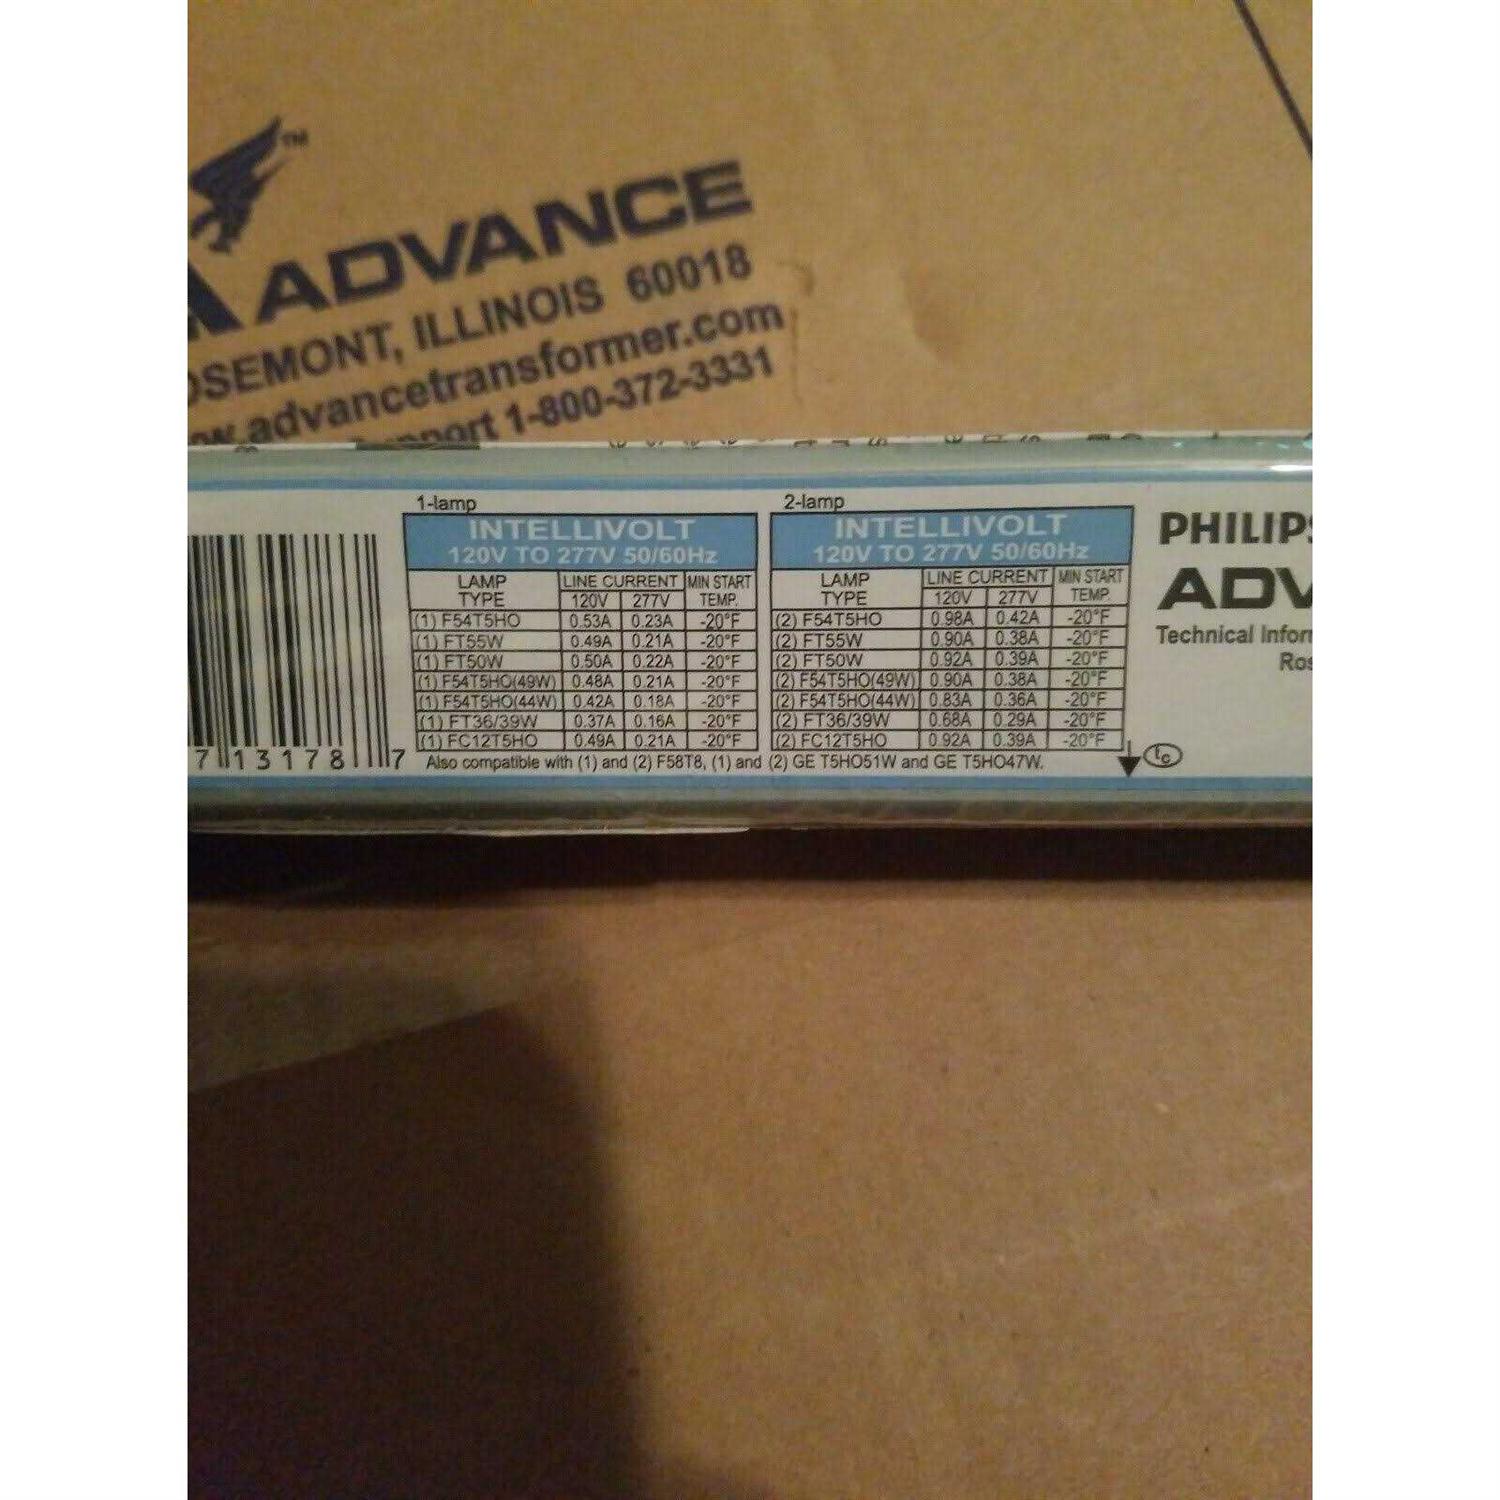 TM
ADVANCE
OSEMONT, ILLINOIS 60018
w.advancetransformer.com
port 1-800-372-3331
1-lamp
INTELLIVOLT
120V TO 277V 50/60Hz
LAMP TYPE LINE CURRENT MIN START TEMP.
120V 277V
(1) F54T5HO 0.53A 0.23A -20°F
(1) FT55W 0.49A 0.21A -20°F
(1) FT50W 0.50A 0.22A -20°F
(1) F54T5HO(49W) 0.48A 0.21A -20°F
(1) F54T5HO(44W) 0.42A 0.18A -20°F
(1) FT36/39W 0.37A 0.16A -20°F
(1) FC12T5HO 0.49A 0.21A -20°F
2-lamp
INTELLIVOLT
120V TO 277V 50/60Hz
LAMP TYPE LINE CURRENT MIN START TEMP.
120V 277V
(2) F54T5HO 0.98A 0.42A -20°F
(2) FT55W 0.90A 0.38A -20°F
(2) FT50W 0.92A 0.39A -20°F
(2) F54T5HO(49W) 0.90A 0.38A -20°F
(2) F54T5HO(44W) 0.83A 0.36A -20°F
(2) FT36/39W 0.68A 0.29A -20°F
(2) FC12T5HO 0.92A 0.39A -20°F
Also compatible with (1) and (2) F58T8, (1) and (2) GE T5HO51W and GE T5HO47W.
7 13178 7
PHILIPS
ADV
Technical Infor
Ros